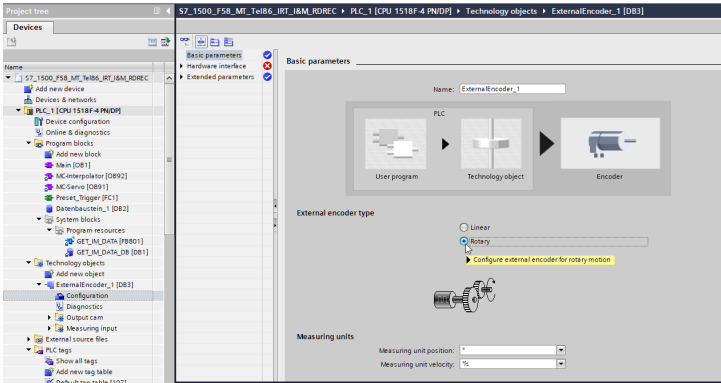 Project tree
S7_1500_F58_MT_Tel86_IRT_I&M_RDREC ▸ PLC_1 [CPU 1518F-4 PN/DP] ▸ Technology objects ▸ ExternalEncoder_1 [DB3]
Devices
Name
S7_1500_F58_MT_Tel86_IRT_I&M_RDREC
Add new device
Devices & networks
PLC_1 [CPU 1518F-4 PN/DP]
Device configuration
Online & diagnostics
Program blocks
Add new block
Main [OB1]
MC-Interpolator [OB92]
MC-Servo [OB91]
Preset_Trigger [FC1]
Datenbaustein_1 [DB2]
System blocks
Program resources
GET_IM_DATA [FB801]
GET_IM_DATA_DB [DB1]
Technology objects
Add new object
ExternalEncoder_1 [DB3]
Configuration
Diagnostics
Output cam
Measuring input
External source files
PLC tags
Show all tags
Add new tag table
Default tag table [107]
Basic parameters
Hardware interface
Extended parameters
Basic parameters
Name: ExternalEncoder_1
PLC
User program
Technology object
Encoder
External encoder type
Linear
Rotary
Configure external encoder for rotary motion
Measuring units
Measuring unit position: °
Measuring unit velocity: °/s